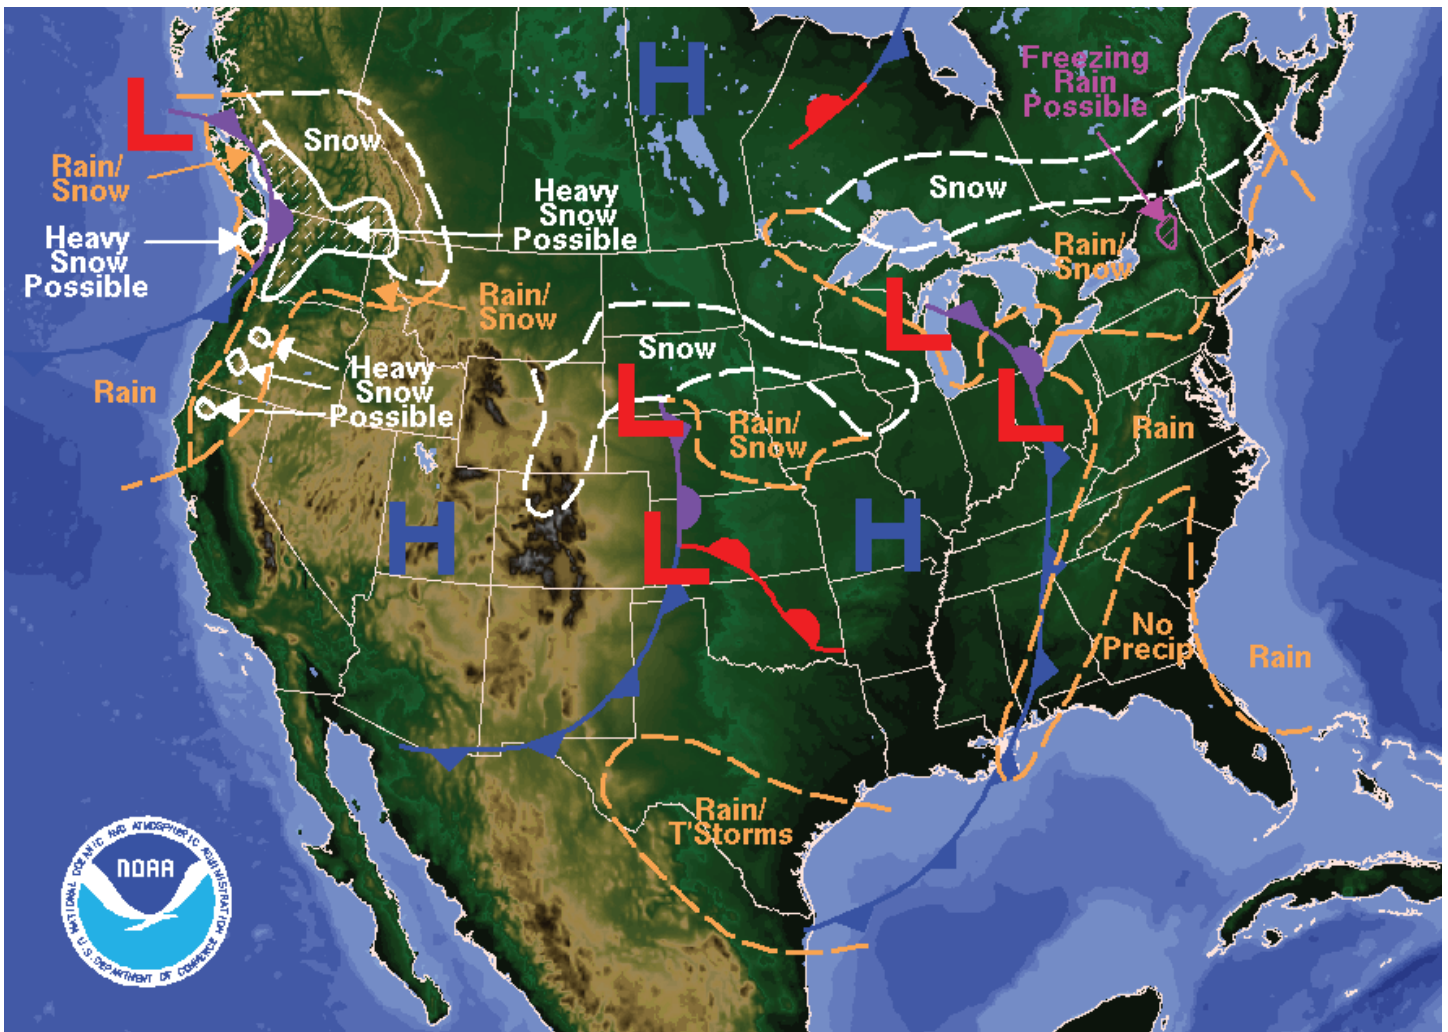 H
Freezing
Rain
Possible
L
Snow
Rain/
Snow
Heavy
Snow
Possible
Snow
Heavy
Snow
Possible
Rain/
Snow
Rain/
Snow
L
Snow
Heavy
Snow
Possible
Rain
L
Rain/
Snow
L
Rain
H
L
H
No
Precip
Rain
Rain/
T'Storms
NATIONAL OCEANIC AND ATMOSPHERIC ADMINISTRATION
NOAA
U.S. DEPARTMENT OF COMMERCE